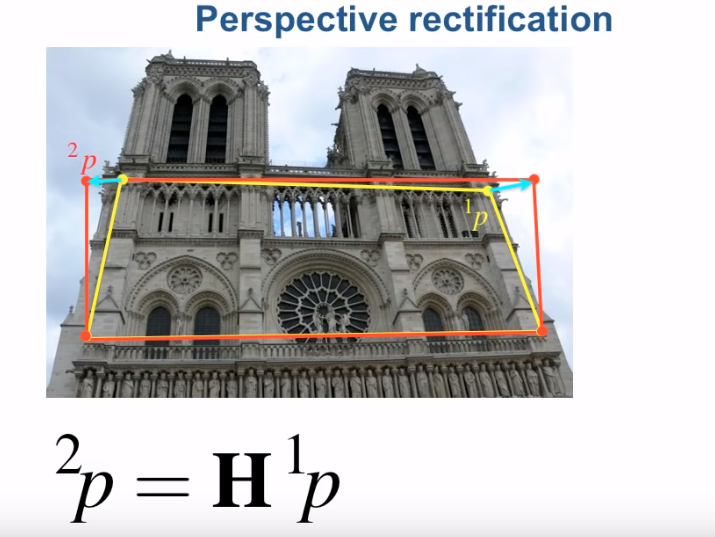 Perspective rectification
²p
¹p
²p = H ¹p